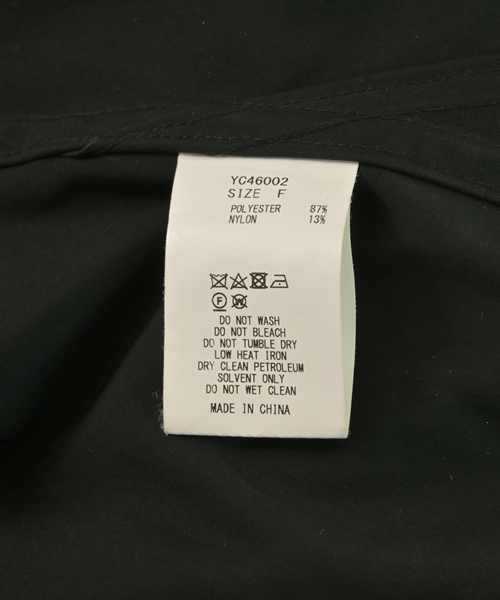 YC46002
SIZE F
POLYESTER 87%
NYLON 13%
F W
DO NOT WASH
DO NOT BLEACH
DO NOT TUMBLE DRY
LOW HEAT IRON
DRY CLEAN PETROLEUM
SOLVENT ONLY
DO NOT WET CLEAN
MADE IN CHINA